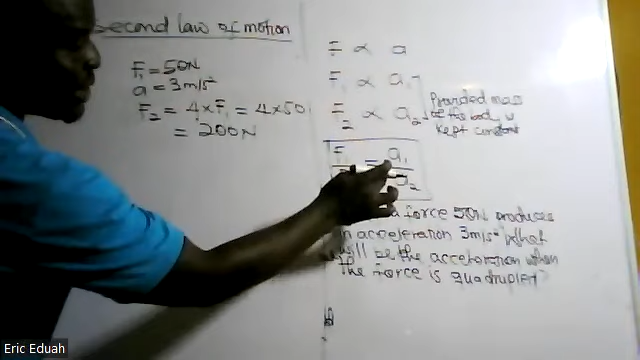 Second law of motion
F₁ = 50N
a = 3m/s²
F₂ = 4×F₁ = 4×50
= 200N
F ∝ a
F₁ ∝ a₁
F₂ ∝ a₂
Provided mass
of the body is
kept constant
F₁ = a₁
a₂
a force 50N produces
an acceleration 3m/s² What
will be the acceleration when
the force is quadrupled?
Eric Eduah